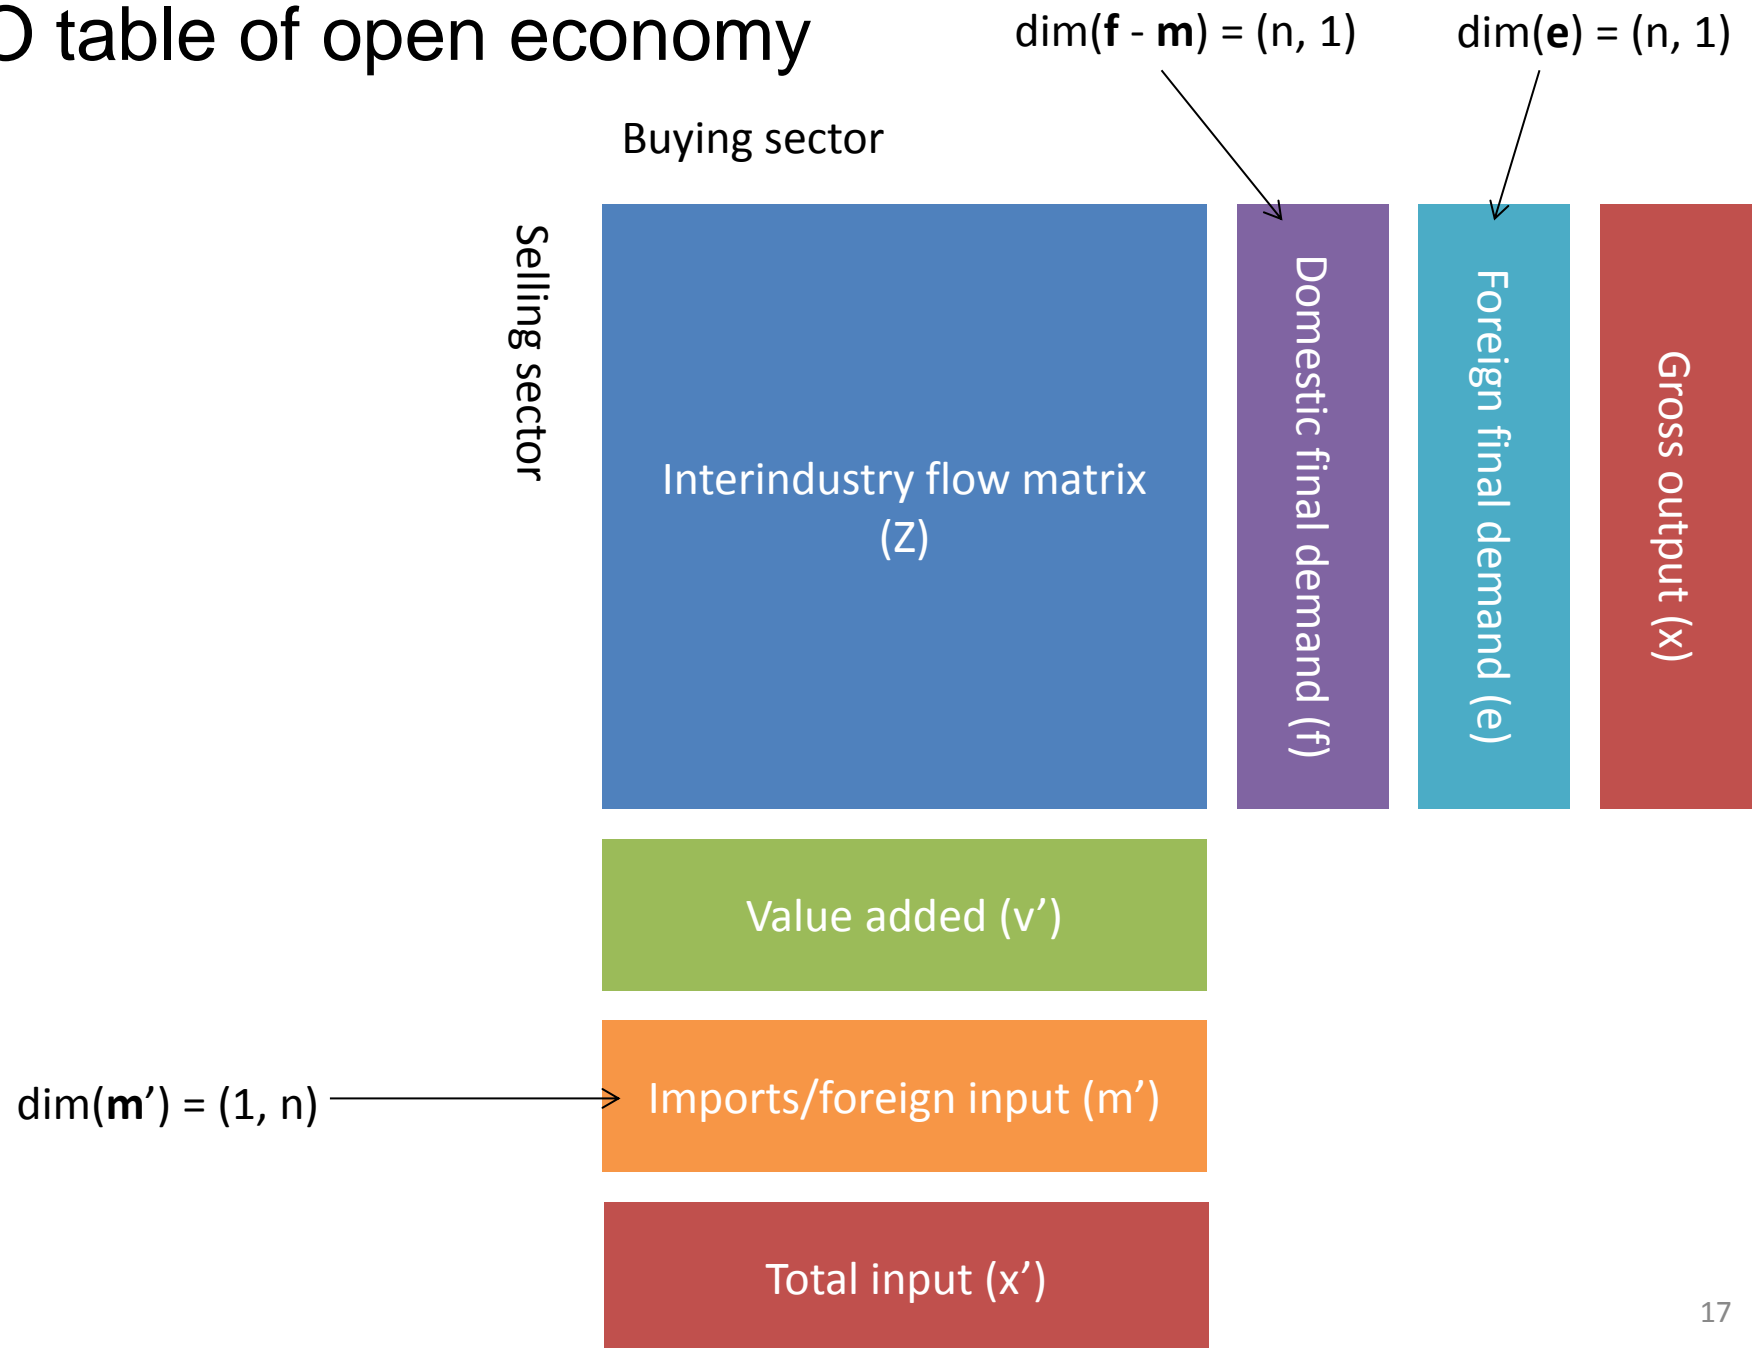 O table of open economy
dim(f - m) = (n, 1)
dim(e) = (n, 1)
Buying sector
Selling sector
Interindustry flow matrix
(Z)
Domestic final demand (f)
Foreign final demand (e)
Gross output (x)
Value added (v’)
dim(m’) = (1, n)
Imports/foreign input (m’)
Total input (x’)
17